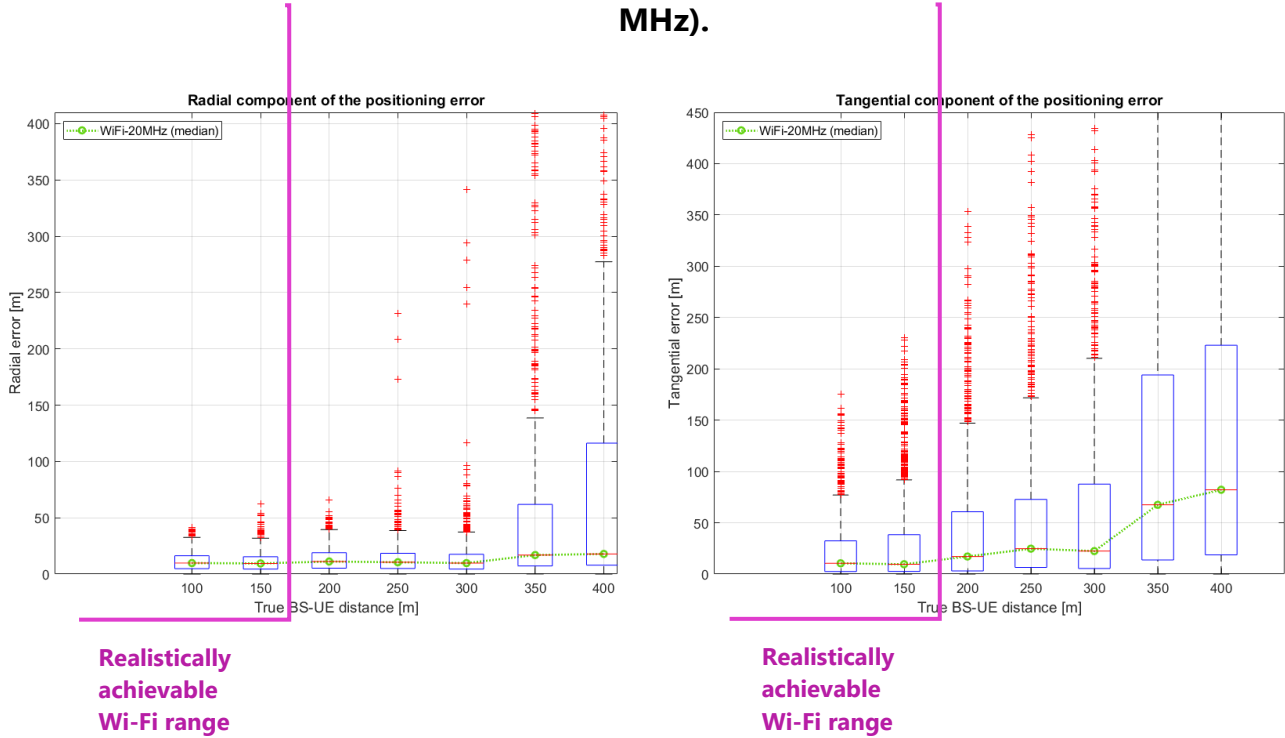 MHz).
Radial component of the positioning error
WiFi-20MHz (median)
400
350
300
250
200
150
100
50
0
Radial error [m]
100 150 200 250 300 350 400
True BS-UE distance [m]
Realistically
achievable
Wi-Fi range
Tangential component of the positioning error
WiFi-20MHz (median)
450
400
350
300
250
200
150
100
50
0
Tangential error [m]
100 150 200 250 300 350 400
True BS-UE distance [m]
Realistically
achievable
Wi-Fi range